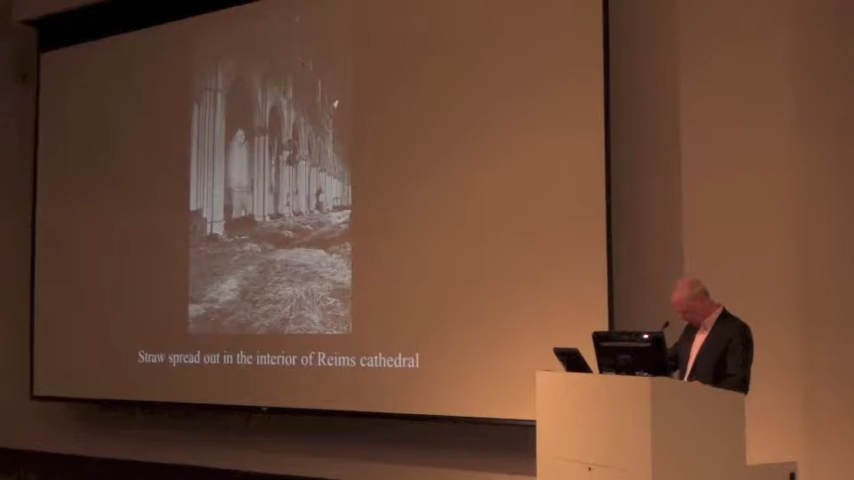 Straw spread out in the interior of Reims cathedral